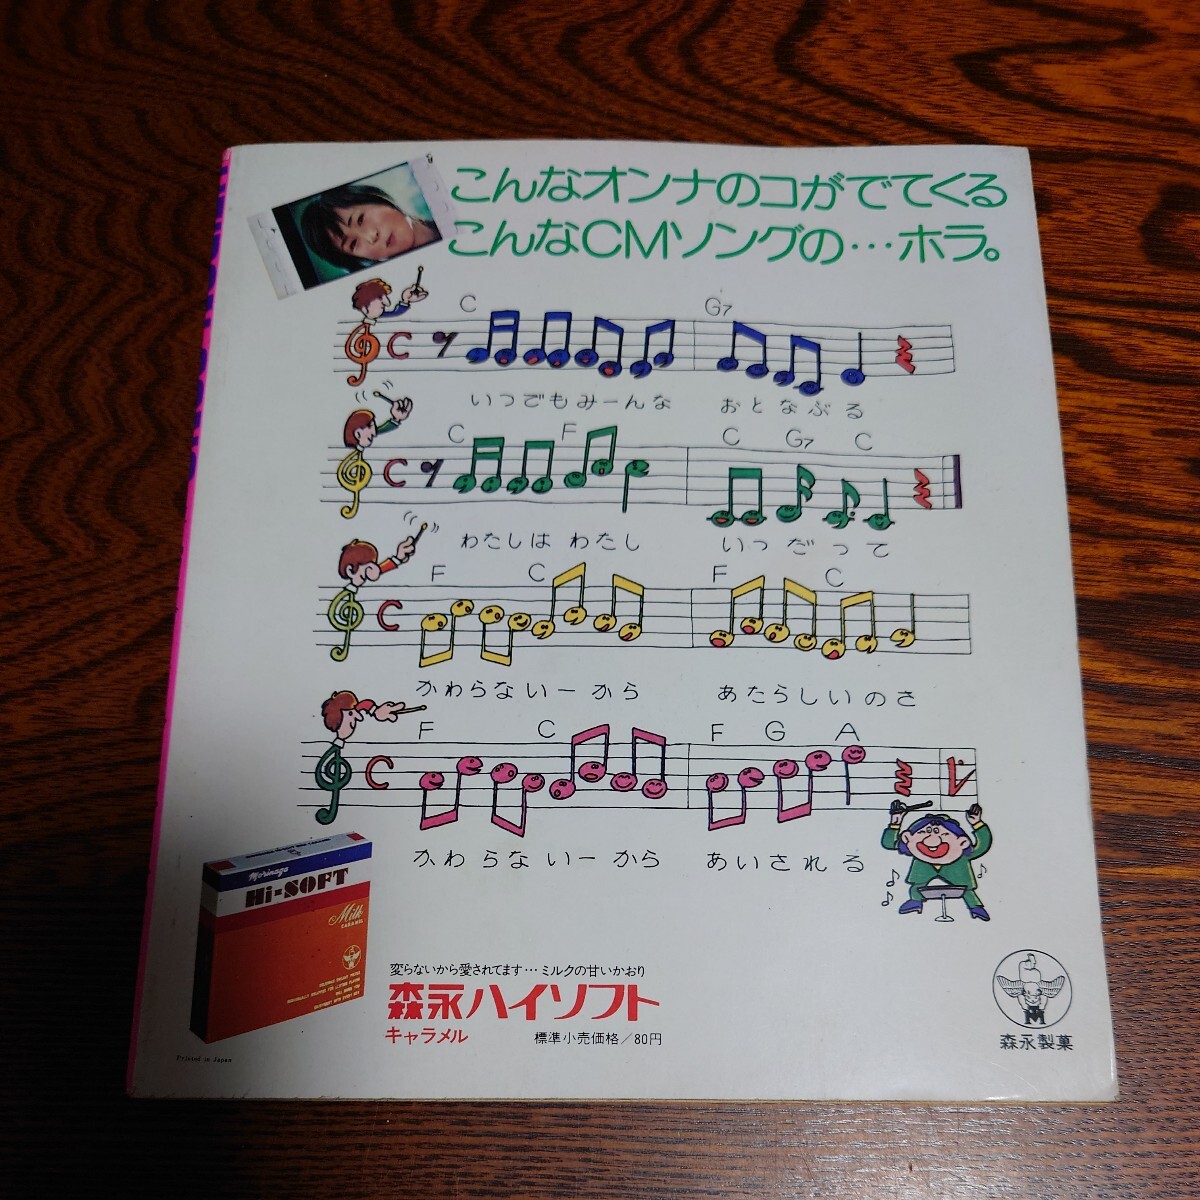 こんなオンナのコがでてくる
こんなCMソングの…ホラ。
C G7
いつでもみーんな おとなぶる
C F C G7 C
わたしは わたし いつだって
F C F C
かわらないーから あたらしいのさ
F C F G A
かわらないーから あいされる
Morinaga
Hi-SOFT
Milk
CARAMEL
変らないから愛されてます…ミルクの甘いかおり
森永ハイソフト
キャラメル 標準小売価格／80円
森永製菓
Printed in Japan